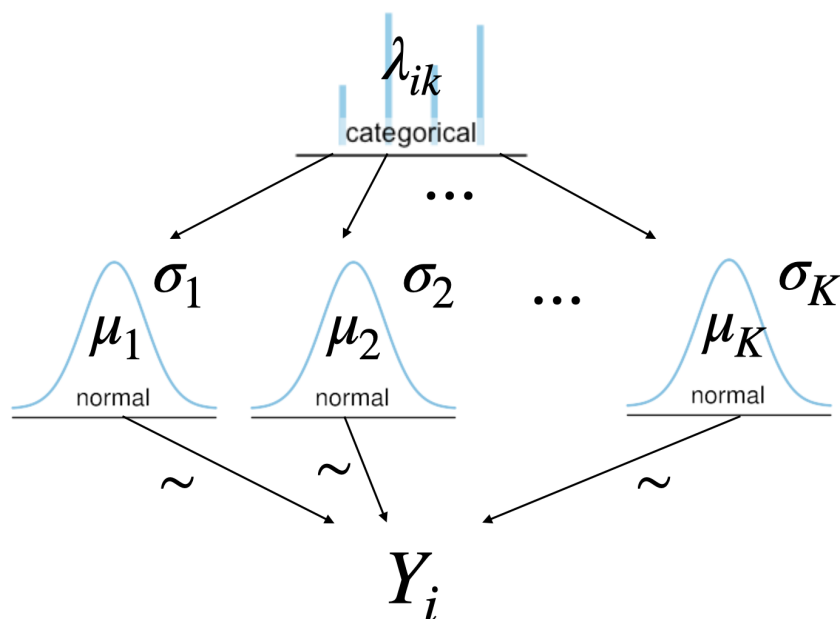 λ_ik
categorical
...
σ_1 σ_2 ... σ_K
μ_1 μ_2 μ_K
normal normal normal
~ ~ ~
Y_i